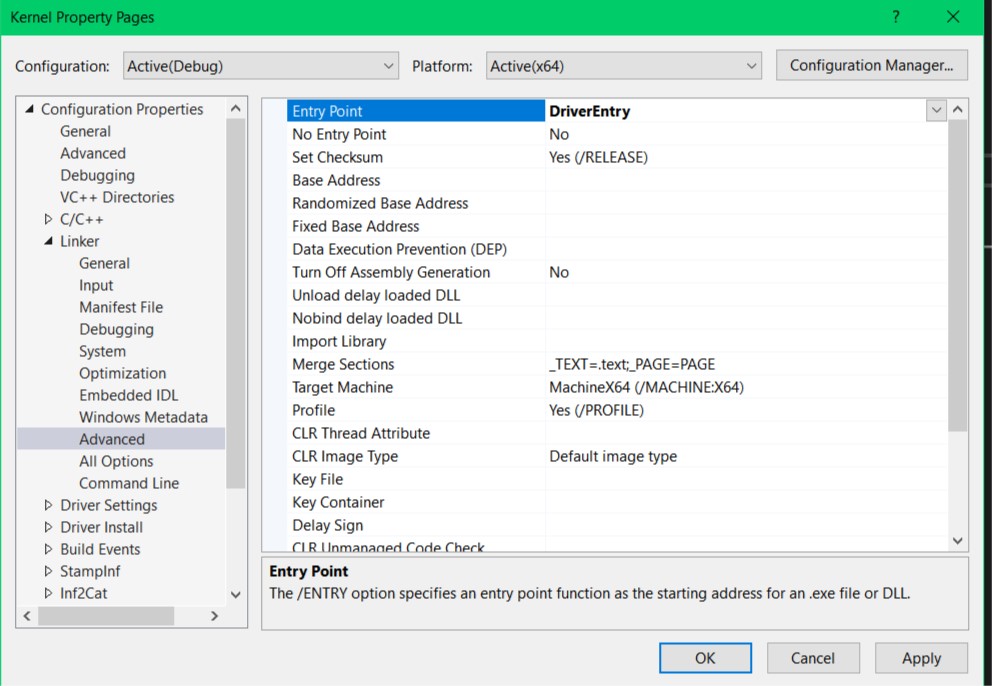 Kernel Property Pages
?
Configuration: Active(Debug) Platform: Active(x64) Configuration Manager...
Configuration Properties
General
Advanced
Debugging
VC++ Directories
C/C++
Linker
General
Input
Manifest File
Debugging
System
Optimization
Embedded IDL
Windows Metadata
Advanced
All Options
Command Line
Driver Settings
Driver Install
Build Events
StampInf
Inf2Cat
Entry Point DriverEntry
No Entry Point No
Set Checksum Yes (/RELEASE)
Base Address
Randomized Base Address
Fixed Base Address
Data Execution Prevention (DEP)
Turn Off Assembly Generation No
Unload delay loaded DLL
Nobind delay loaded DLL
Import Library
Merge Sections _TEXT=.text;_PAGE=PAGE
Target Machine MachineX64 (/MACHINE:X64)
Profile Yes (/PROFILE)
CLR Thread Attribute
CLR Image Type Default image type
Key File
Key Container
Delay Sign
CLR Unmanaged Code Check
Entry Point
The /ENTRY option specifies an entry point function as the starting address for an .exe file or DLL.
OK Cancel Apply